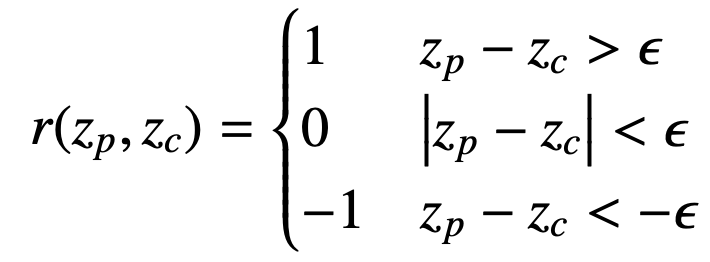 r(z_p, z_c) = { 1 z_p − z_c > ϵ
0 |z_p − z_c| < ϵ
−1 z_p − z_c < −ϵ